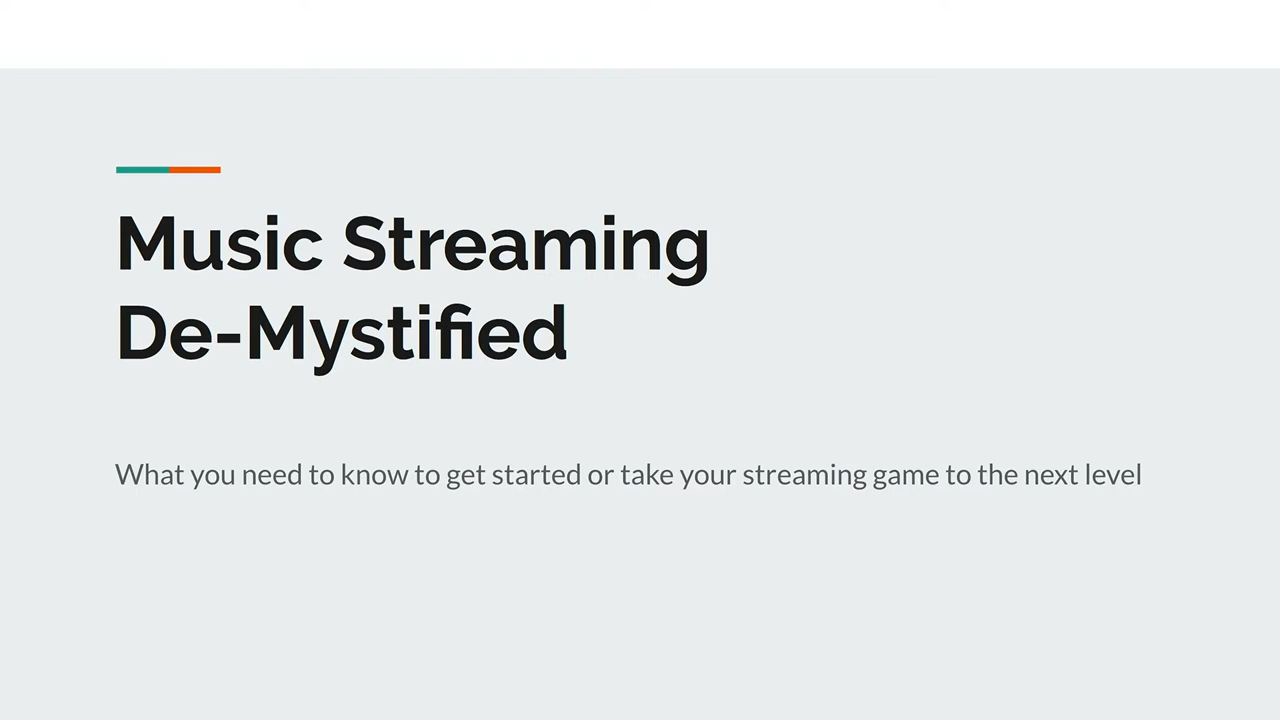 Music Streaming
De-Mystified
What you need to know to get started or take your streaming game to the next level